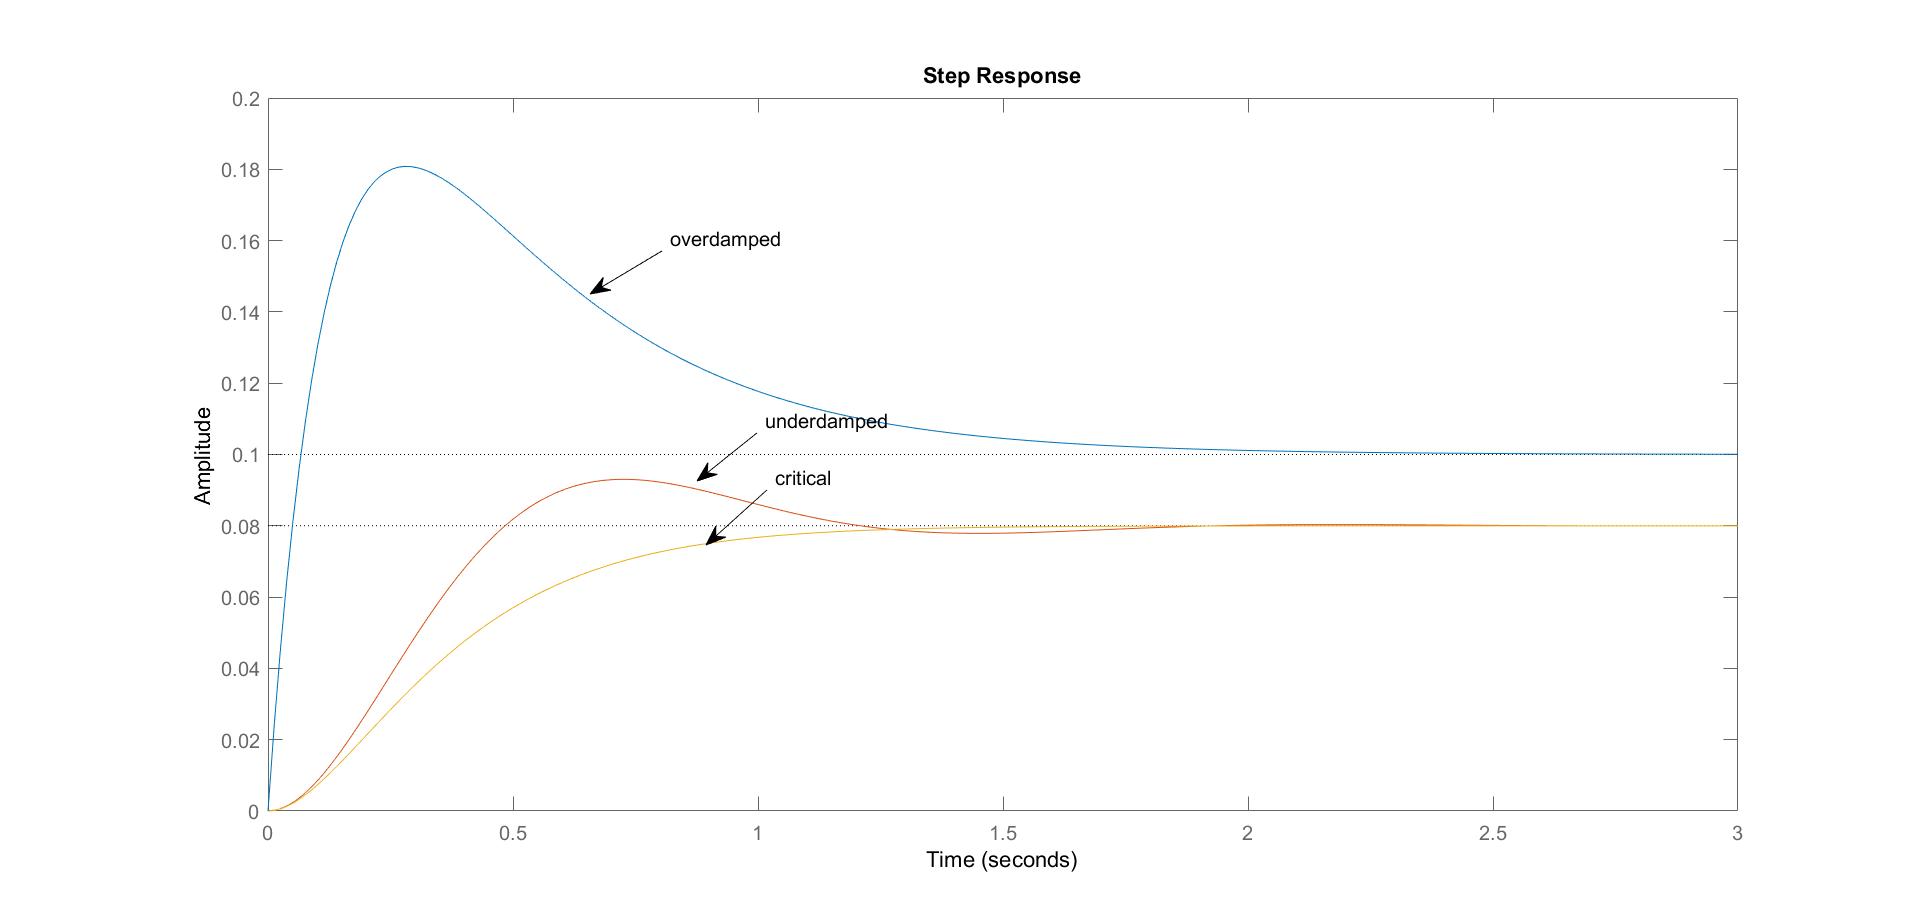 Step Response
0.2
0.18
0.16
0.14
0.12
0.1
0.08
0.06
0.04
0.02
0
Amplitude
overdamped
underdamped
critical
0 0.5 1 1.5 2 2.5 3
Time (seconds)